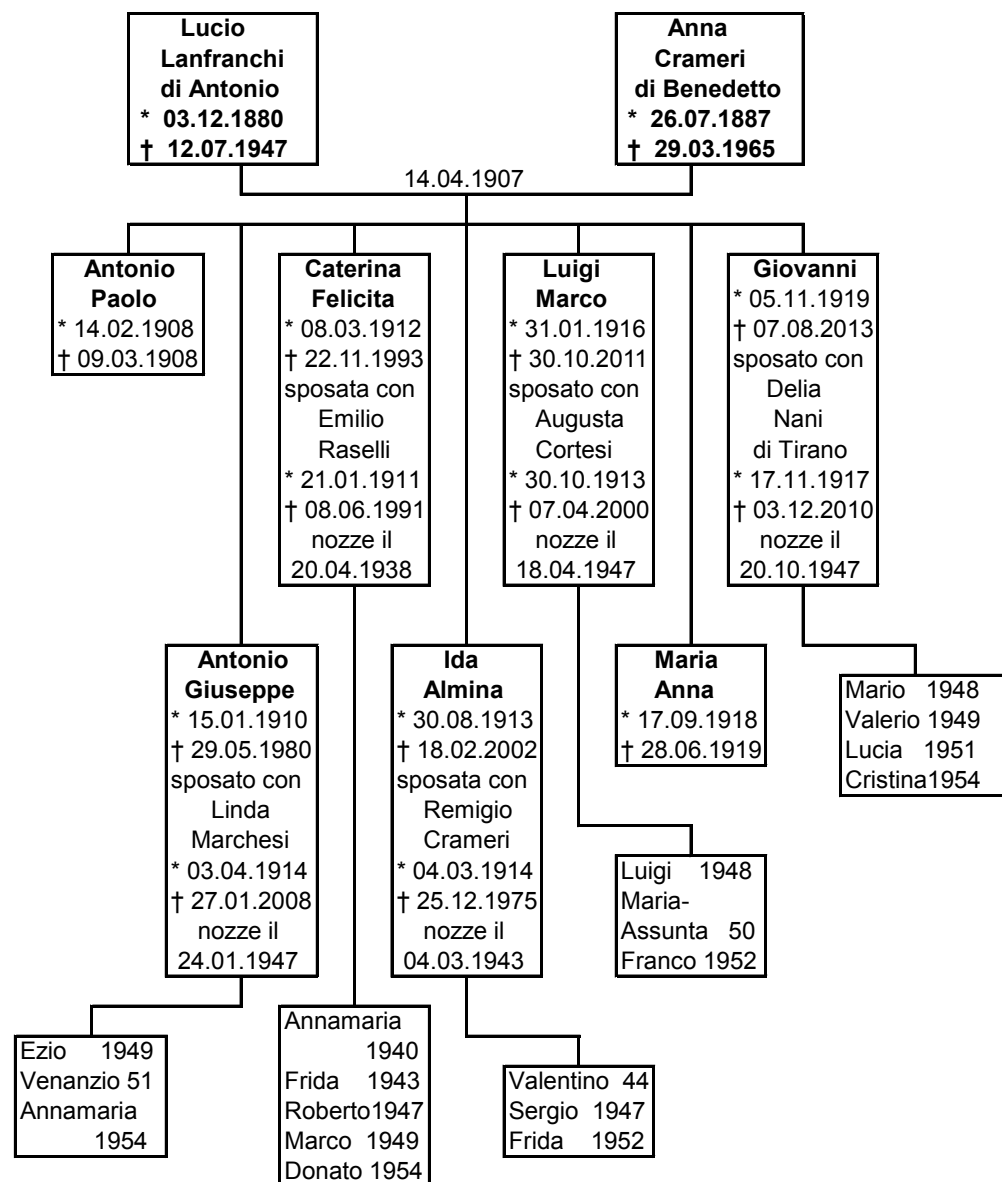 Lucio
Lanfranchi
di Antonio
* 03.12.1880
† 12.07.1947
Anna
Crameri
di Benedetto
* 26.07.1887
† 29.03.1965
14.04.1907
Antonio
Paolo
* 14.02.1908
† 09.03.1908
Caterina
Felicita
* 08.03.1912
† 22.11.1993
sposata con
Emilio
Raselli
* 21.01.1911
† 08.06.1991
nozze il
20.04.1938
Luigi
Marco
* 31.01.1916
† 30.10.2011
sposato con
Augusta
Cortesi
* 30.10.1913
† 07.04.2000
nozze il
18.04.1947
Giovanni
* 05.11.1919
† 07.08.2013
sposato con
Delia
Nani
di Tirano
* 17.11.1917
† 03.12.2010
nozze il
20.10.1947
Antonio
Giuseppe
* 15.01.1910
† 29.05.1980
sposato con
Linda
Marchesi
* 03.04.1914
† 27.01.2008
nozze il
24.01.1947
Ida
Almina
* 30.08.1913
† 18.02.2002
sposata con
Remigio
Crameri
* 04.03.1914
† 25.12.1975
nozze il
04.03.1943
Maria
Anna
* 17.09.1918
† 28.06.1919
Mario 1948
Valerio 1949
Lucia 1951
Cristina1954
Luigi 1948
Maria-
Assunta 50
Franco 1952
Ezio 1949
Venanzio 51
Annamaria
1954
Annamaria
1940
Frida 1943
Roberto1947
Marco 1949
Donato 1954
Valentino 44
Sergio 1947
Frida 1952